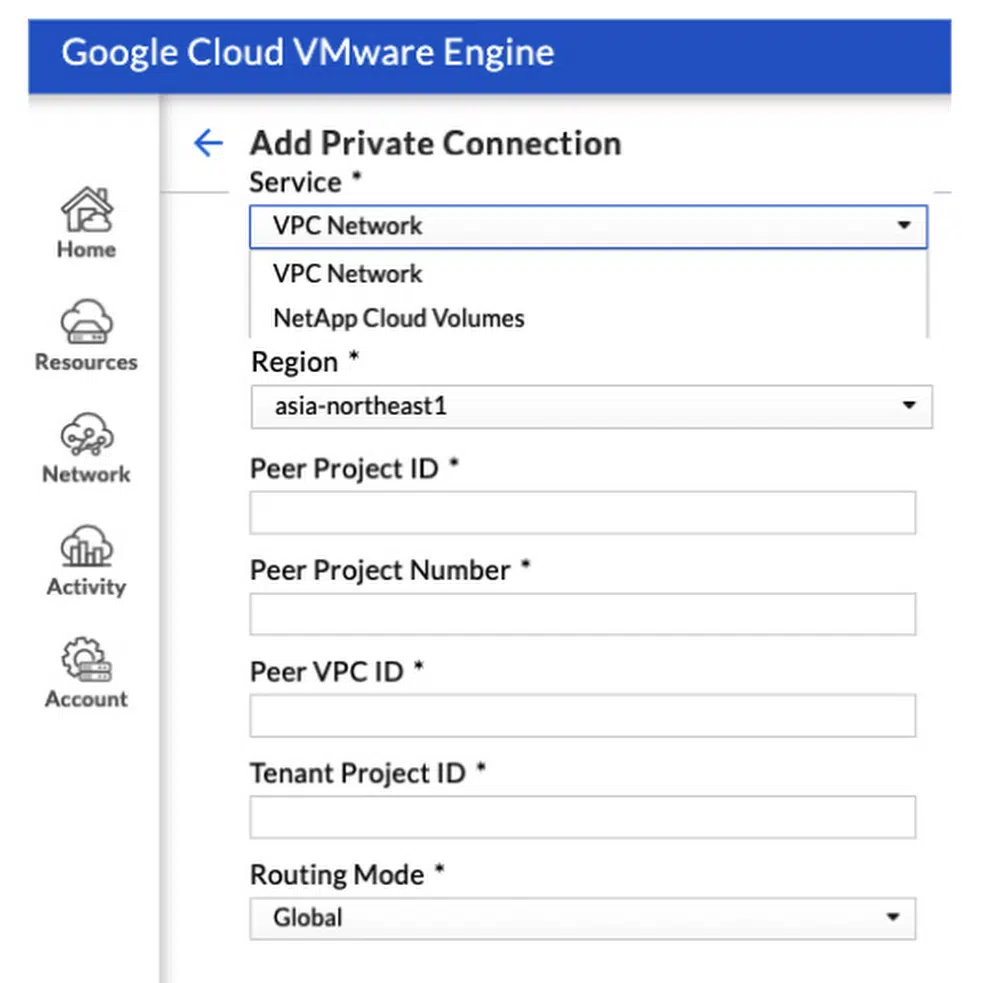 Google Cloud VMware Engine
Add Private Connection
Service *
VPC Network
VPC Network
NetApp Cloud Volumes
Region *
asia-northeast1
Peer Project ID *
Peer Project Number *
Peer VPC ID *
Tenant Project ID *
Routing Mode *
Global
Home
Resources
Network
Activity
Account